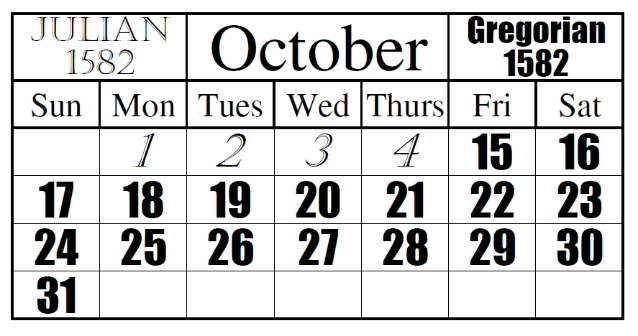 JULIAN 1582 October Gregorian 1582
Sun Mon Tues Wed Thurs Fri Sat
1 2 3 4 15 16
17 18 19 20 21 22 23
24 25 26 27 28 29 30
31